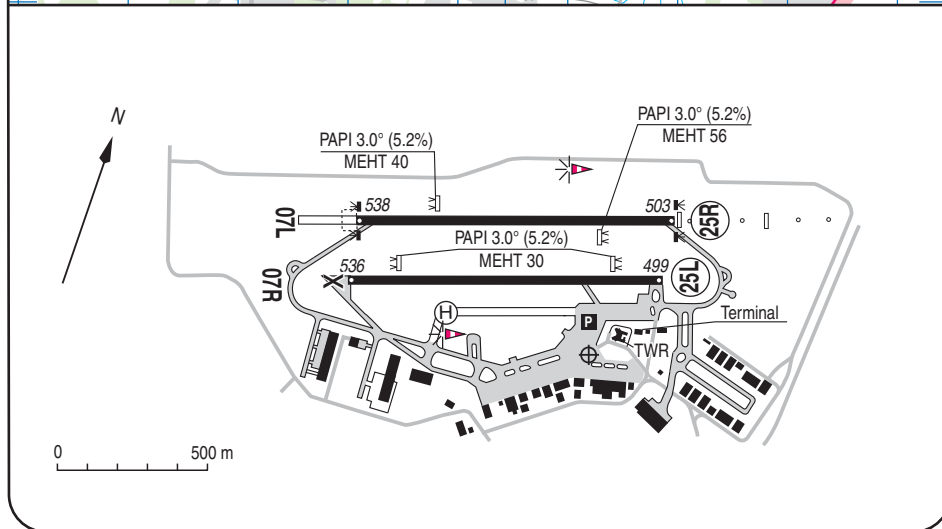 N
PAPI 3.0° (5.2%)
MEHT 40
PAPI 3.0° (5.2%)
MEHT 56
07L
538
503
25R
PAPI 3.0° (5.2%)
MEHT 30
07R
X
536
499
25L
H
P
Terminal
TWR
0
500 m